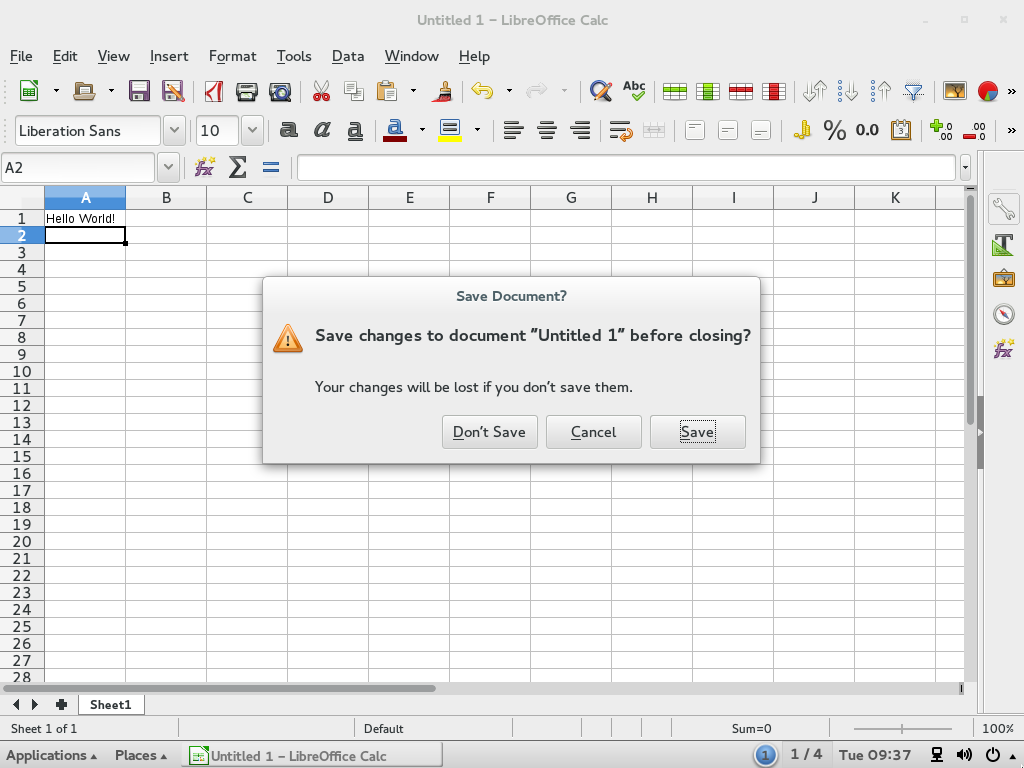 Untitled 1 – LibreOffice Calc
File Edit View Insert Format Tools Data Window Help
Abc
Liberation Sans 10 a a a a a % 0.0
A2
A B C D E F G H I J K
1 Hello World!
2
3
4
5
6
7
8
9
10
11
12
13
14
15
16
17
18
19
20
21
22
23
24
25
26
27
28
Save Document?
Save changes to document “Untitled 1” before closing?
Your changes will be lost if you don’t save them.
Don’t Save Cancel Save
Sheet1
Sheet 1 of 1 Default Sum=0 100%
Applications Places Untitled 1 – LibreOffice Calc 1 1 / 4 Tue 09:37